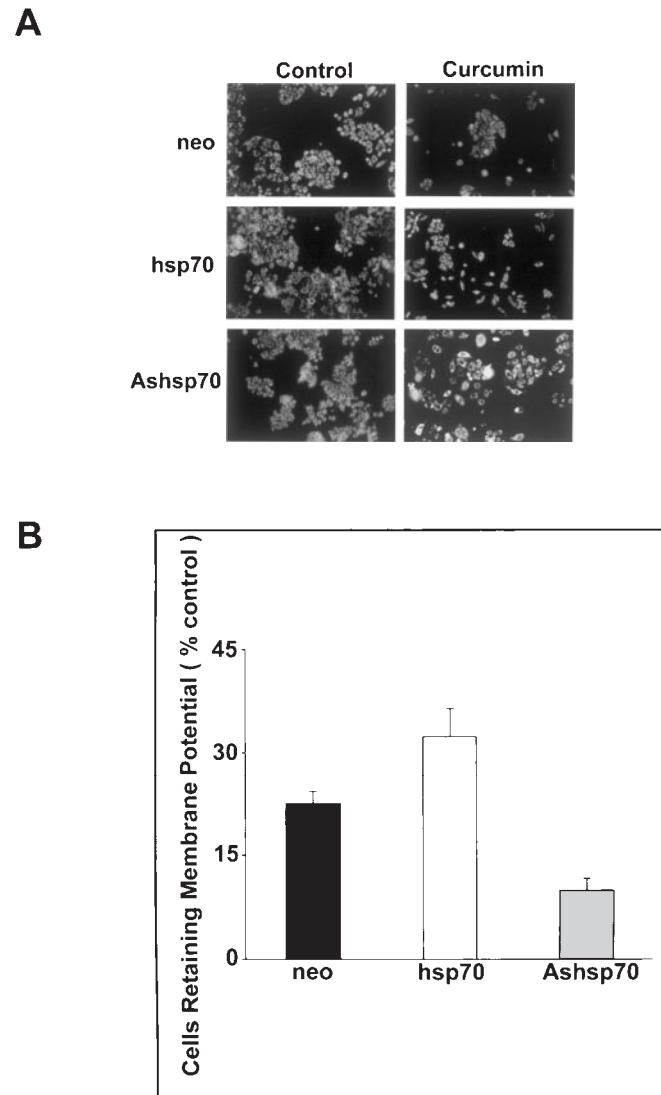 A
Control Curcumin
neo
hsp70
Ashsp70
B
Cells Retaining Membrane Potential ( % control )
45
30
15
0
neo hsp70 Ashsp70